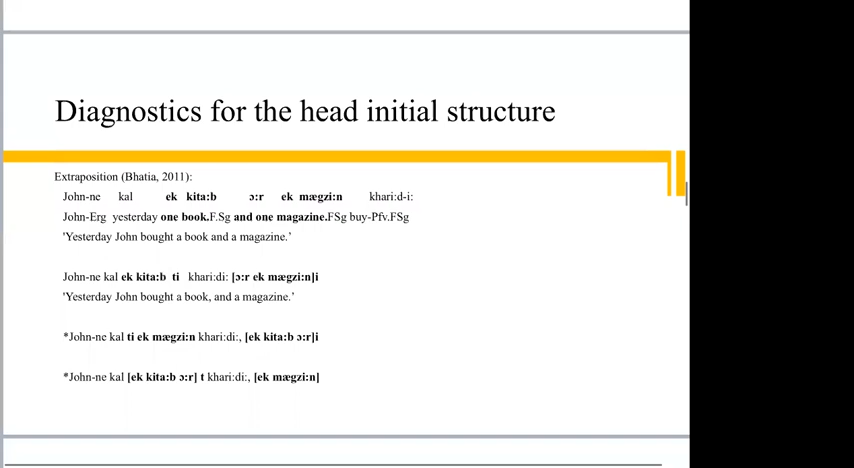 Diagnostics for the head initial structure
Extraposition (Bhatia, 2011):
John-ne kal ek kita:b ɔ:r ek mægzi:n khari:d-i:
John-Erg yesterday one book.F.Sg and one magazine.FSg buy-Pfv.FSg
'Yesterday John bought a book and a magazine.'
John-ne kal ek kita:b ti khari:di: [ɔ:r ek mægzi:n]i
'Yesterday John bought a book, and a magazine.'
*John-ne kal ti ek mægzi:n khari:di:, [ek kita:b ɔ:r]i
*John-ne kal [ek kita:b ɔ:r] t khari:di:, [ek mægzi:n]